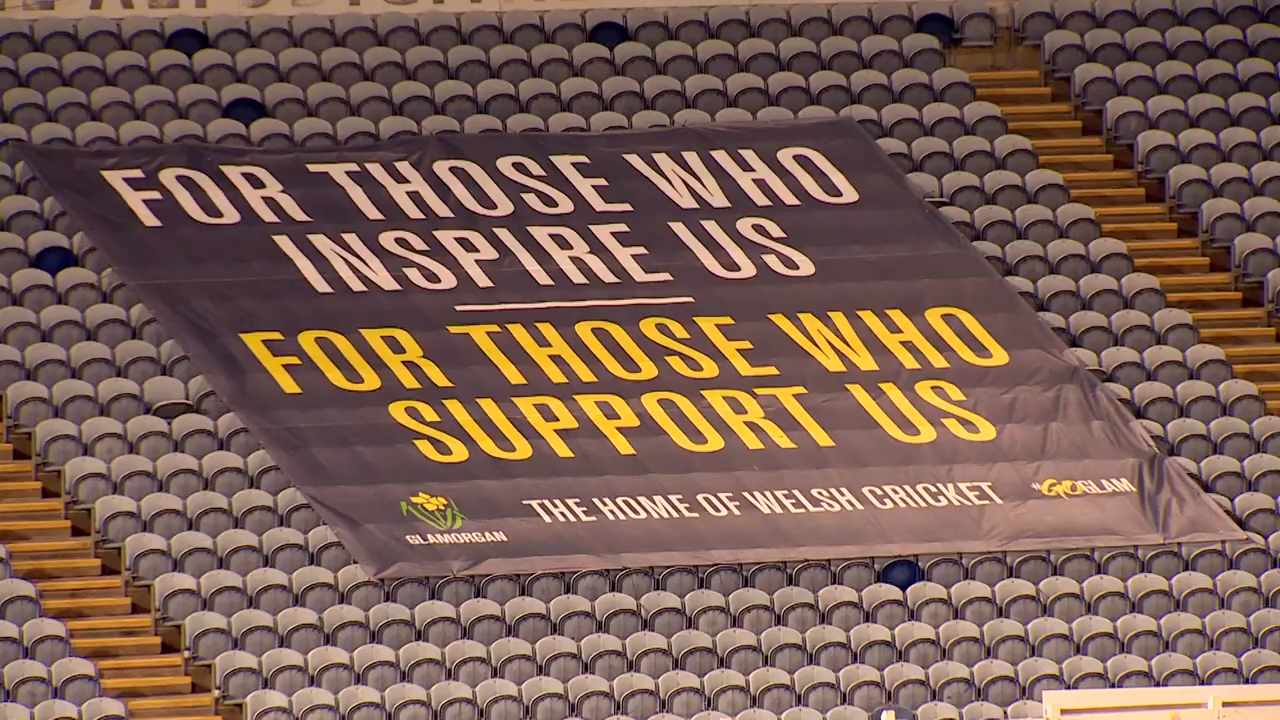 FOR THOSE WHO
INSPIRE US
FOR THOSE WHO
SUPPORT US
GLAMORGAN
THE HOME OF WELSH CRICKET
#GOGLAM